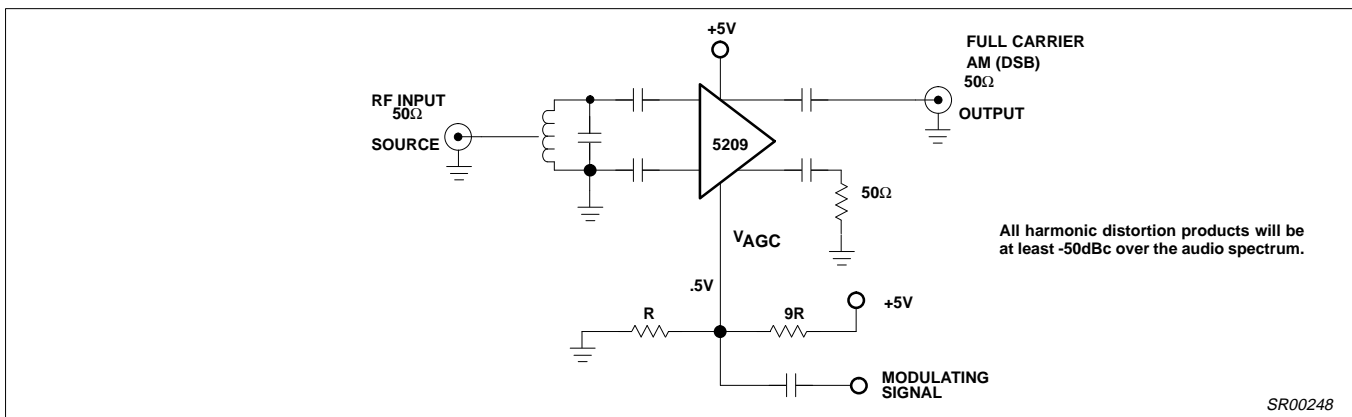 +5V
FULL CARRIER
AM (DSB)
50Ω
OUTPUT
RF INPUT
50Ω
SOURCE
5209
50Ω
All harmonic distortion products will be
at least -50dBc over the audio spectrum.
VAGC
.5V
+5V
R
9R
MODULATING
SIGNAL
SR00248